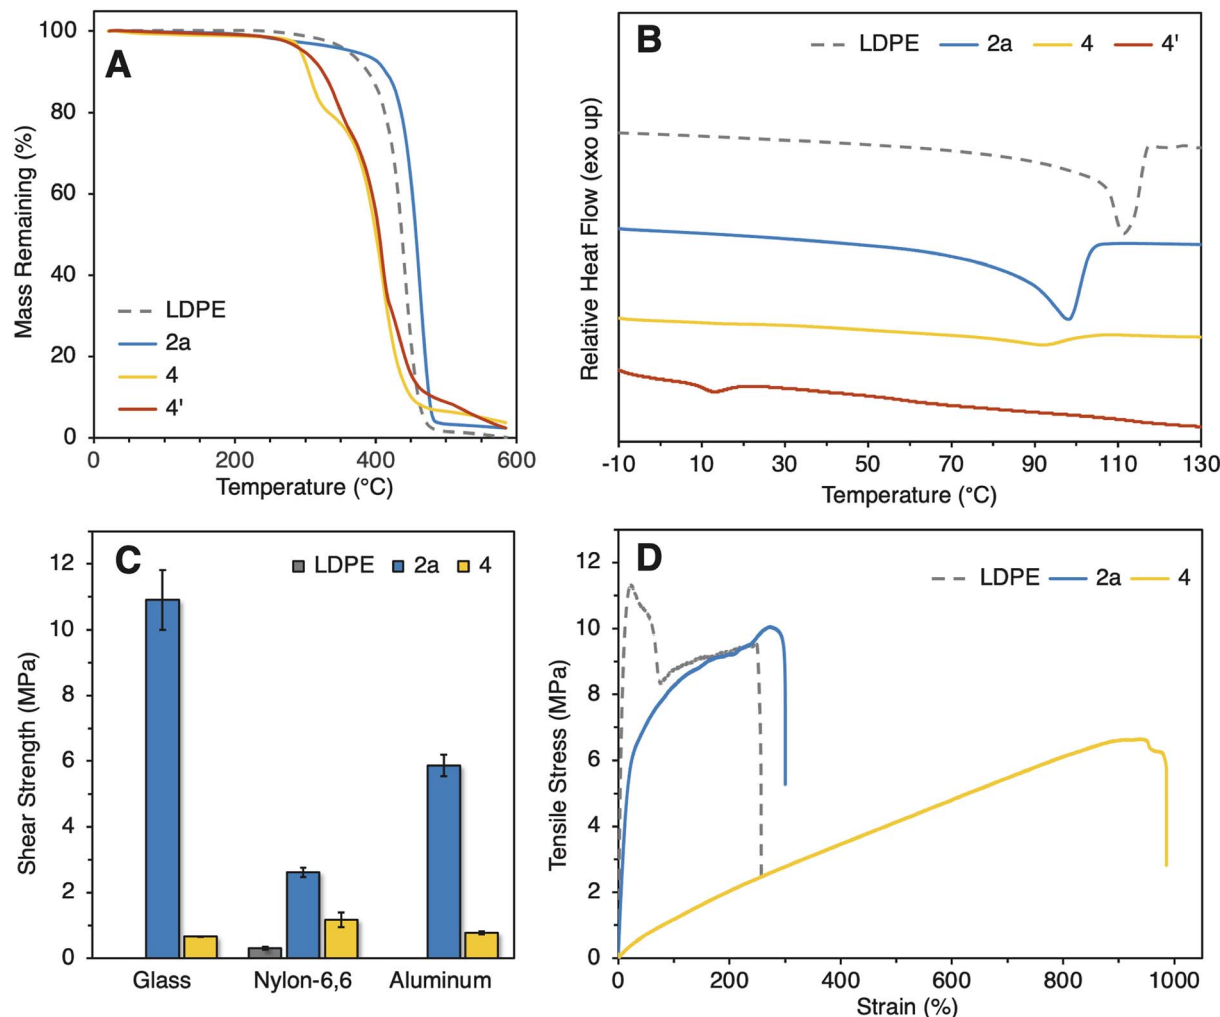 A
Mass Remaining (%)
100
80
60
40
20
0
LDPE
2a
4
4'
0 200 400 600
Temperature (°C)
B
LDPE 2a 4 4'
Relative Heat Flow (exo up)
-10 10 30 50 70 90 110 130
Temperature (°C)
C
LDPE 2a 4
Shear Strength (MPa)
12
10
8
6
4
2
0
Glass Nylon-6,6 Aluminum
D
LDPE 2a 4
Tensile Stress (MPa)
12
10
8
6
4
2
0
0 200 400 600 800 1000
Strain (%)